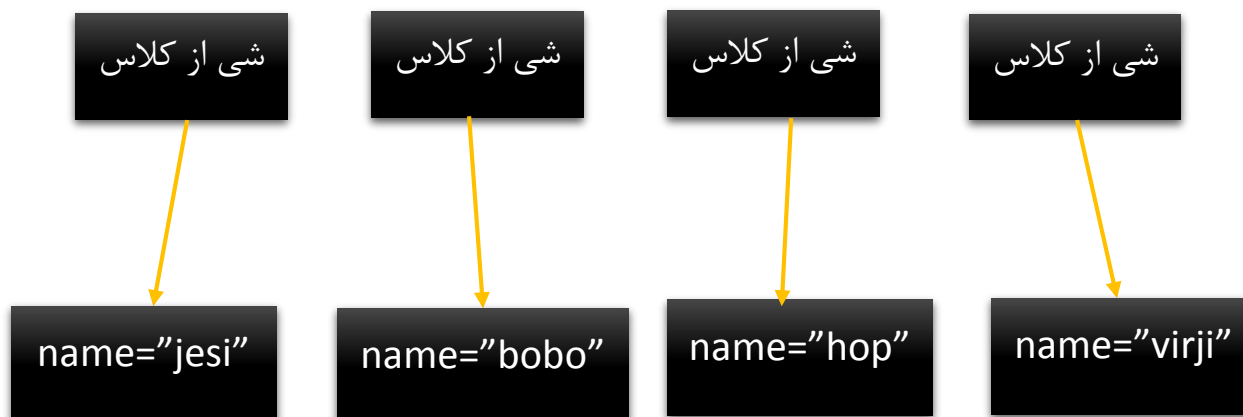 شی از کلاس
شی از کلاس
شی از کلاس
شی از کلاس
name=”jesi”
name=”bobo”
name=”hop”
name=”virji”